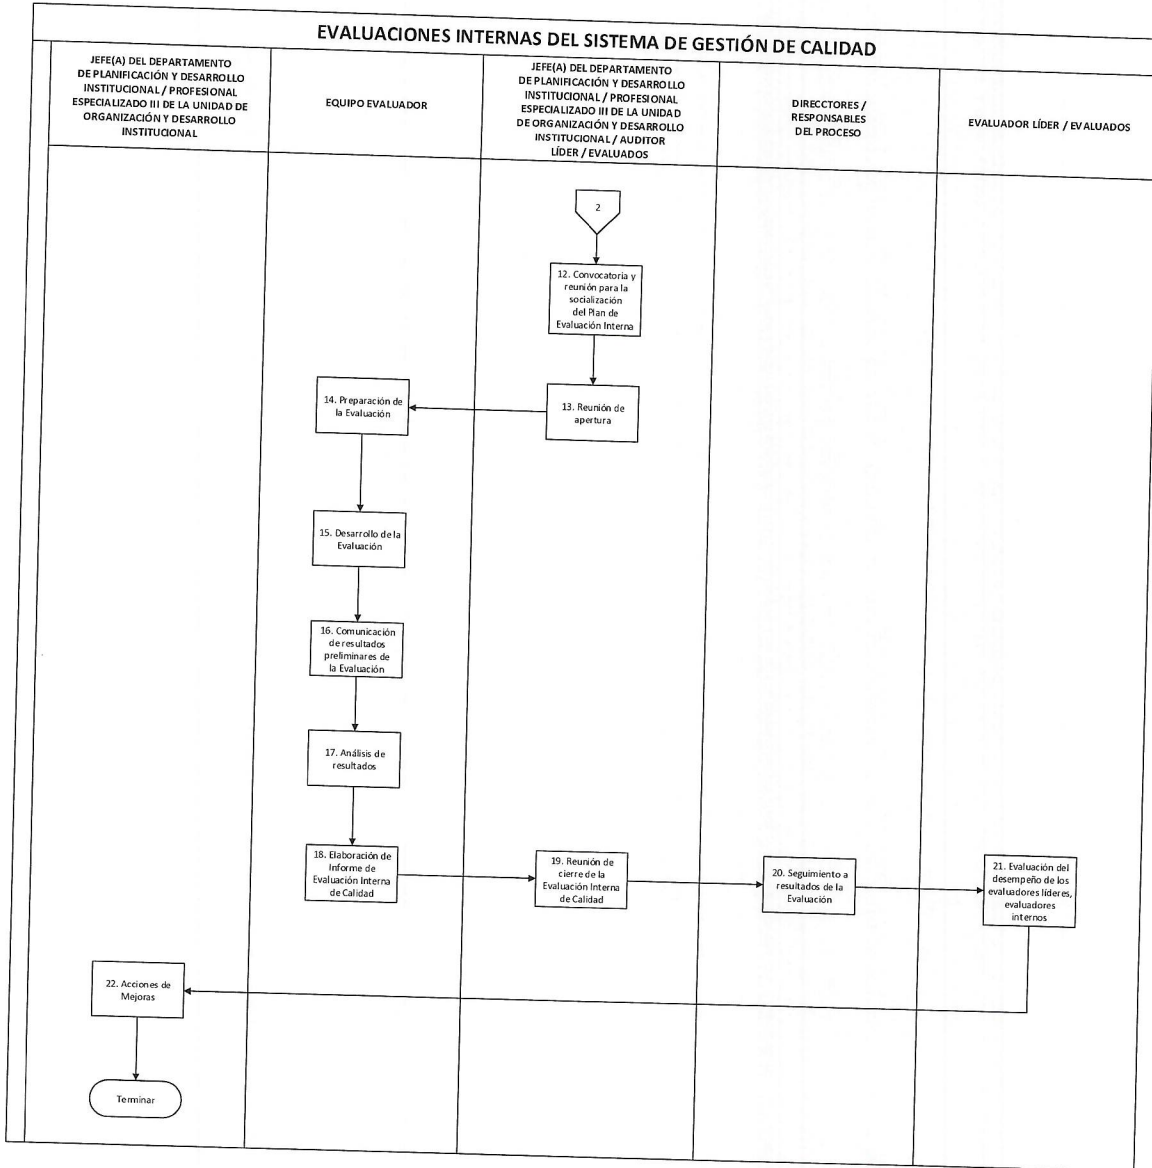 EVALUACIONES INTERNAS DEL SISTEMA DE GESTIÓN DE CALIDAD
JEFE(A) DEL DEPARTAMENTO
DE PLANIFICACIÓN Y DESARROLLO
INSTITUCIONAL / PROFESIONAL
ESPECIALIZADO III DE LA UNIDAD DE
ORGANIZACIÓN Y DESARROLLO
INSTITUCIONAL
EQUIPO EVALUADOR
JEFE(A) DEL DEPARTAMENTO
DE PLANIFICACIÓN Y DESARROLLO
INSTITUCIONAL / PROFESIONAL
ESPECIALIZADO III DE LA UNIDAD
DE ORGANIZACIÓN Y DESARROLLO
INSTITUCIONAL / AUDITOR
LÍDER / EVALUADOS
DIRECCTORES /
RESPONSABLES
DEL PROCESO
EVALUADOR LÍDER / EVALUADOS
2
12. Convocatoria y
reunión para la
socialización
del Plan de
Evaluación Interna
13. Reunión de
apertura
14. Preparación de
la Evaluación
15. Desarrollo de la
Evaluación
16. Comunicación
de resultados
preliminares de
la Evaluación
17. Análisis de
resultados
18. Elaboración de
Informe de
Evaluación Interna
de Calidad
19. Reunión de
cierre de la
Evaluación Interna
de Calidad
20. Seguimiento a
resultados de la
Evaluación
21. Evaluación del
desempeño de los
evaluadores líderes,
evaluadores
internos
22. Acciones de
Mejoras
Terminar